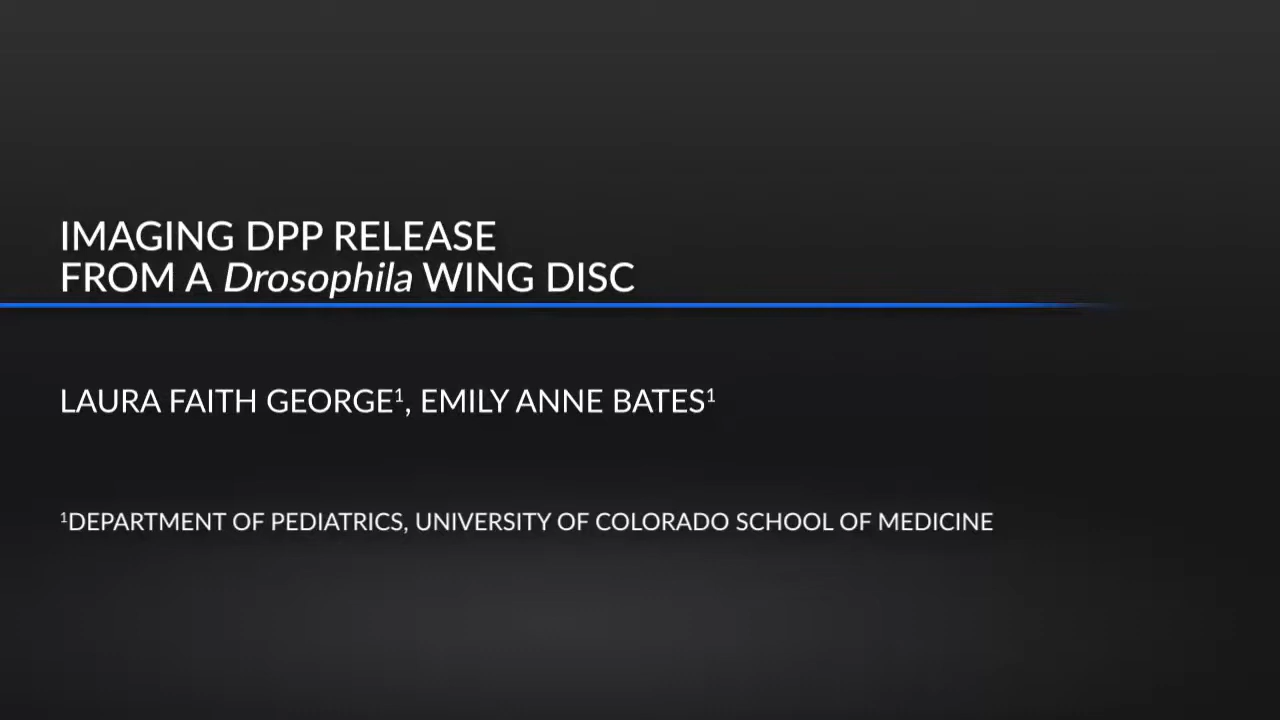 IMAGING DPP RELEASE
FROM A Drosophila WING DISC
LAURA FAITH GEORGE¹, EMILY ANNE BATES¹
¹DEPARTMENT OF PEDIATRICS, UNIVERSITY OF COLORADO SCHOOL OF MEDICINE